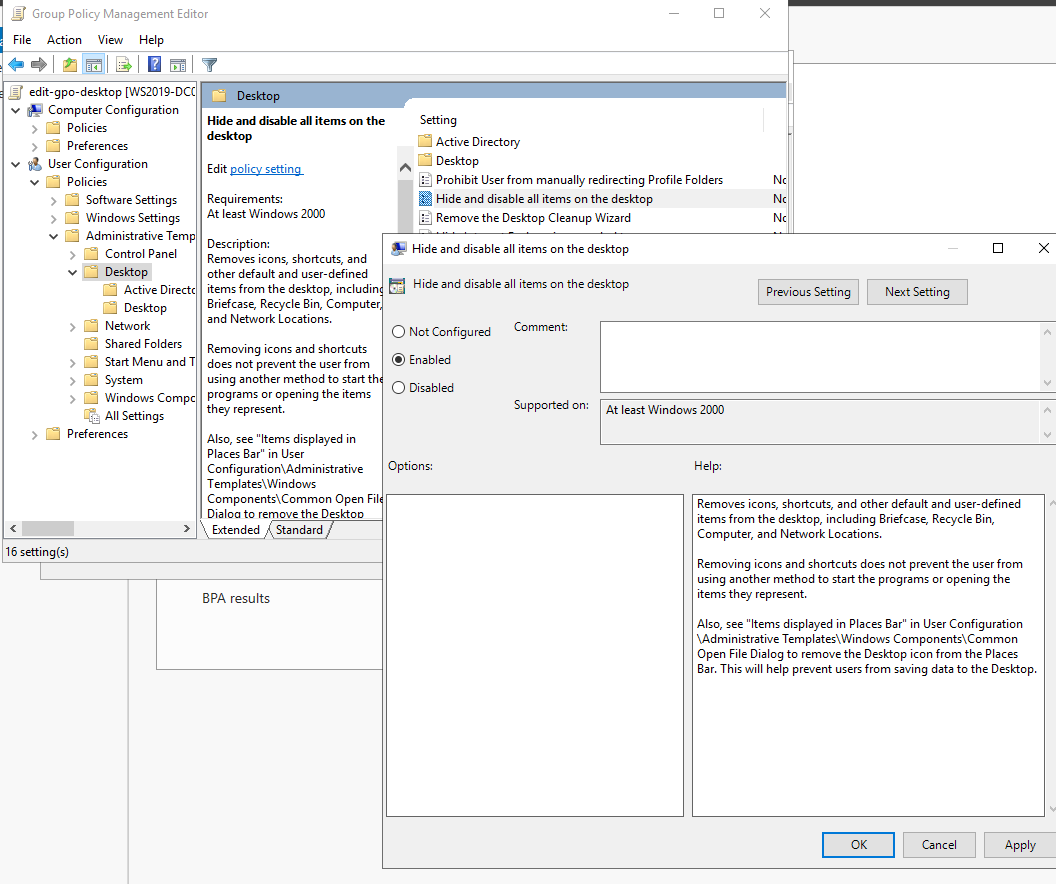 Group Policy Management Editor
File Action View Help
edit-gpo-desktop [WS2019-DC0
Computer Configuration
Policies
Preferences
User Configuration
Policies
Software Settings
Windows Settings
Administrative Temp
Control Panel
Desktop
Active Directo
Desktop
Network
Shared Folders
Start Menu and T
System
Windows Compo
All Settings
Preferences
Desktop
Hide and disable all items on the
desktop
Edit policy setting
Requirements:
At least Windows 2000
Description:
Removes icons, shortcuts, and
other default and user-defined
items from the desktop, including
Briefcase, Recycle Bin, Computer,
and Network Locations.
Removing icons and shortcuts
does not prevent the user from
using another method to start the
programs or opening the items
they represent.
Also, see "Items displayed in
Places Bar" in User
Configuration\Administrative
Templates\Windows
Components\Common Open File
Dialog to remove the Desktop
Setting
Active Directory
Desktop
Prohibit User from manually redirecting Profile Folders No
Hide and disable all items on the desktop No
Remove the Desktop Cleanup Wizard No
Extended Standard
16 setting(s)
BPA results
Hide and disable all items on the desktop
Hide and disable all items on the desktop
Previous Setting Next Setting
Not Configured
Enabled
Disabled
Comment:
Supported on:
At least Windows 2000
Options:
Help:
Removes icons, shortcuts, and other default and user-defined
items from the desktop, including Briefcase, Recycle Bin,
Computer, and Network Locations.
Removing icons and shortcuts does not prevent the user from
using another method to start the programs or opening the
items they represent.
Also, see "Items displayed in Places Bar" in User Configuration
\Administrative Templates\Windows Components\Common
Open File Dialog to remove the Desktop icon from the Places
Bar. This will help prevent users from saving data to the Desktop.
OK Cancel Apply